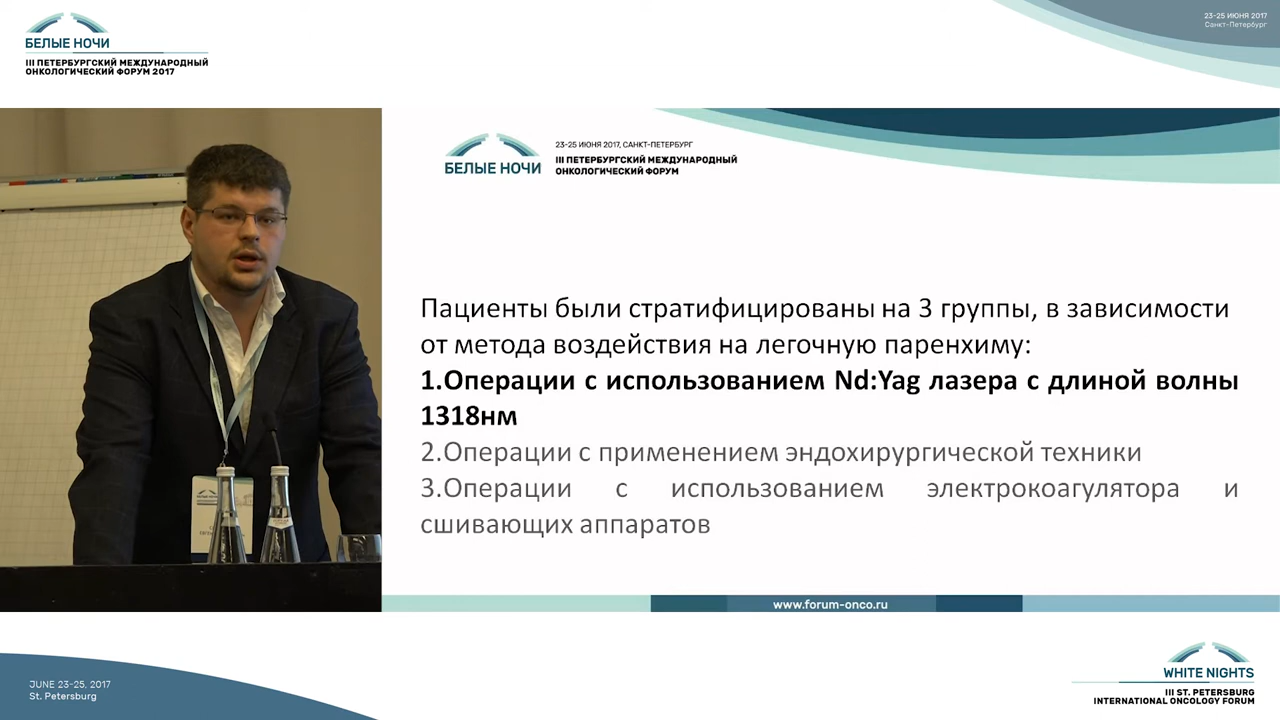 БЕЛЫЕ НОЧИ
III ПЕТЕРБУРГСКИЙ МЕЖДУНАРОДНЫЙ
ОНКОЛОГИЧЕСКИЙ ФОРУМ 2017
23-25 ИЮНЯ 2017
Санкт-Петербург
БЕЛЫЕ НОЧИ
23-25 ИЮНЯ 2017, САНКТ-ПЕТЕРБУРГ
III ПЕТЕРБУРГСКИЙ МЕЖДУНАРОДНЫЙ
ОНКОЛОГИЧЕСКИЙ ФОРУМ
Пациенты были стратифицированы на 3 группы, в зависимости
от метода воздействия на легочную паренхиму:
1.Операции с использованием Nd:Yag лазера с длиной волны
1318нм
2.Операции с применением эндохирургической техники
3.Операции с использованием электрокоагулятора и
сшивающих аппаратов
www.forum-onco.ru
JUNE 23-25, 2017
St. Petersburg
WHITE NIGHTS
III ST. PETERSBURG
INTERNATIONAL ONCOLOGY FORUM